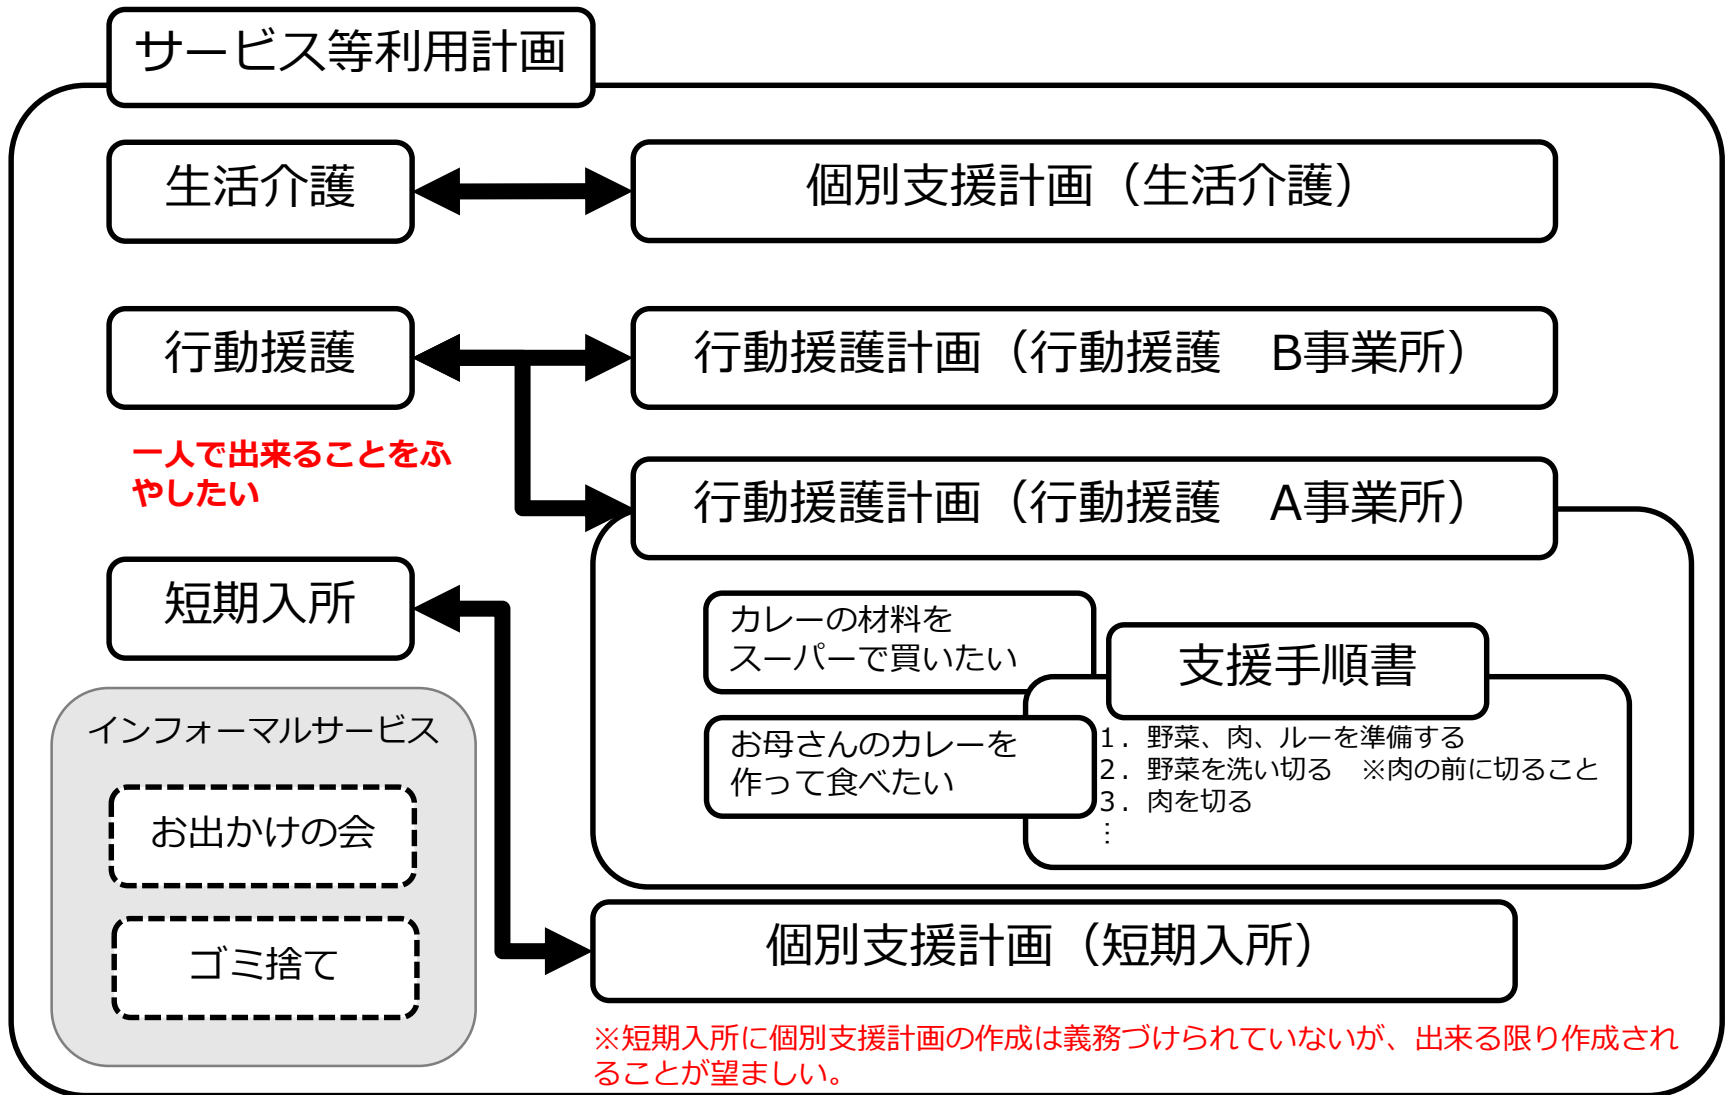 サービス等利用計画
生活介護
個別支援計画（生活介護）
行動援護
行動援護計画（行動援護　B事業所）
一人で出来ることをふ
やしたい
行動援護計画（行動援護　A事業所）
短期入所
カレーの材料を
スーパーで買いたい
支援手順書
お母さんのカレーを
作って食べたい
1. 野菜、肉、ルーを準備する
2. 野菜を洗い切る　※肉の前に切ること
3. 肉を切る
⋮
インフォーマルサービス
お出かけの会
ゴミ捨て
個別支援計画（短期入所）
※短期入所に個別支援計画の作成は義務づけられていないが、出来る限り作成され
ることが望ましい。